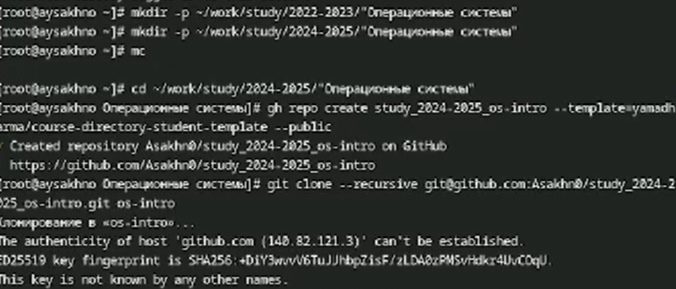 [root@aysakhno ~]# mkdir -p ~/work/study/2022-2023/"Операционные системы"
[root@aysakhno ~]# mkdir -p ~/work/study/2024-2025/"Операционные системы"
[root@aysakhno ~]# mc
[root@aysakhno ~]# cd ~/work/study/2024-2025/"Операционные системы"
[root@aysakhno Операционные системы]# gh repo create study_2024-2025_os-intro --template=yamadh
arma/course-directory-student-template --public
Created repository Asakhn0/study_2024-2025_os-intro on GitHub
https://github.com/Asakhn0/study_2024-2025_os-intro
[root@aysakhno Операционные системы]# git clone --recursive git@github.com:Asakhn0/study_2024-2
025_os-intro.git os-intro
Клонирование в «os-intro»...
The authenticity of host 'github.com (140.82.121.3)' can't be established.
ED25519 key fingerprint is SHA256:+DiY3wvvV6TuJJhbpZisF/zLDA0zPMSvHdkr4UvCOqU.
This key is not known by any other names.